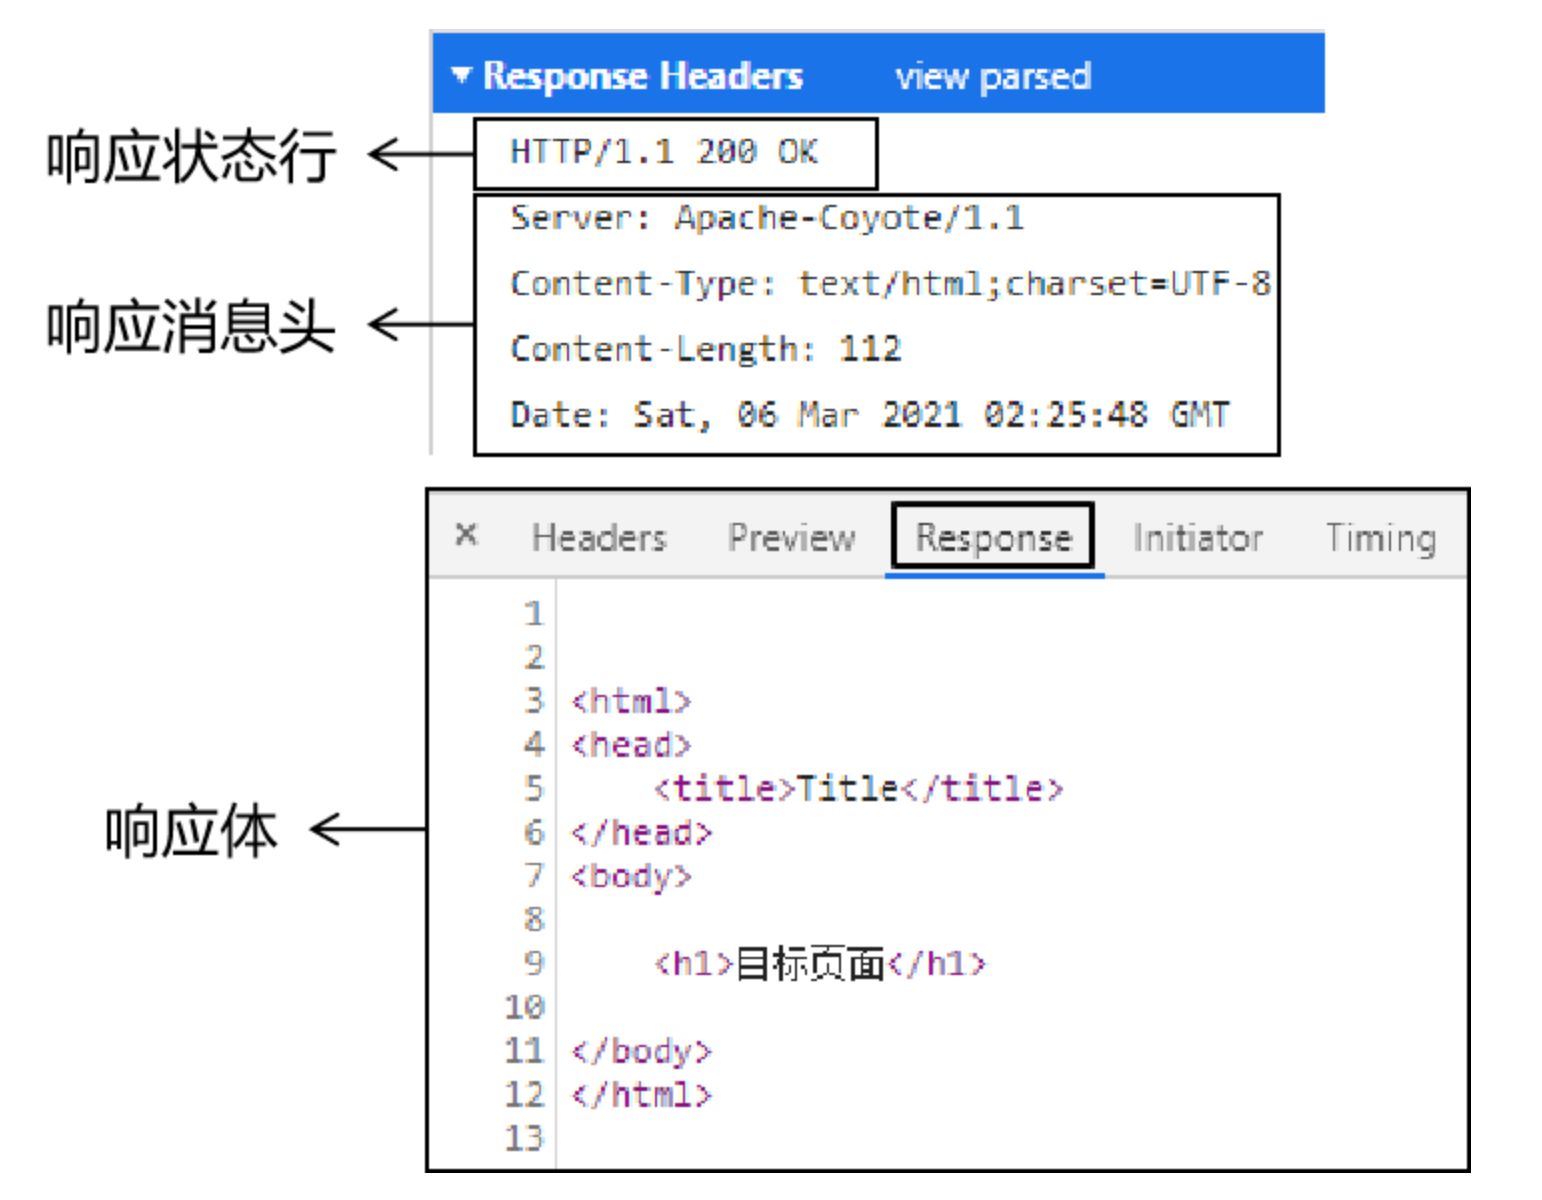 ▼ Response Headers view parsed
响应状态行
HTTP/1.1 200 OK
响应消息头
Server: Apache-Coyote/1.1
Content-Type: text/html;charset=UTF-8
Content-Length: 112
Date: Sat, 06 Mar 2021 02:25:48 GMT
× Headers Preview Response Initiator Timing
响应体
1
2
3 <html>
4 <head>
5 <title>Title</title>
6 </head>
7 <body>
8
9 <h1>目标页面</h1>
10
11 </body>
12 </html>
13